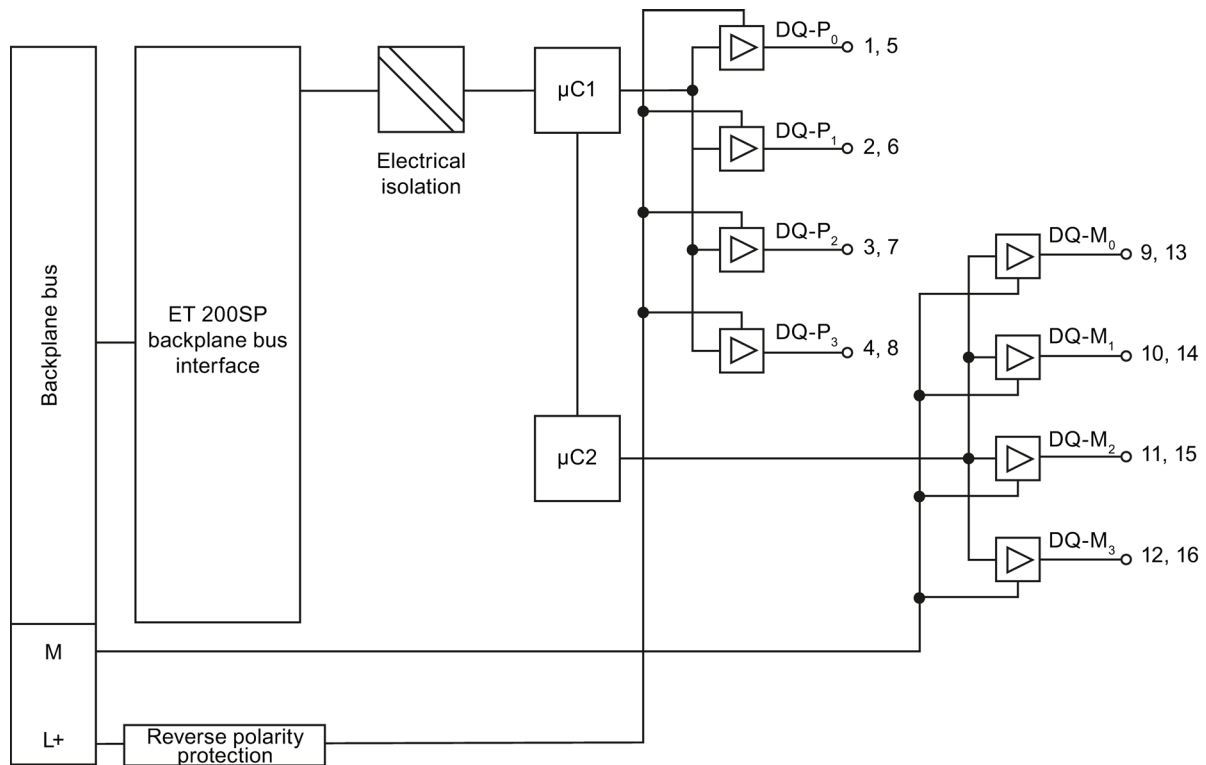 DQ-P₀
1, 5
µC1
DQ-P₁
2, 6
Electrical
isolation
DQ-P₂
3, 7
DQ-M₀
9, 13
Backplane bus
ET 200SP
backplane bus
interface
DQ-P₃
4, 8
DQ-M₁
10, 14
µC2
DQ-M₂
11, 15
DQ-M₃
12, 16
M
L+
Reverse polarity
protection